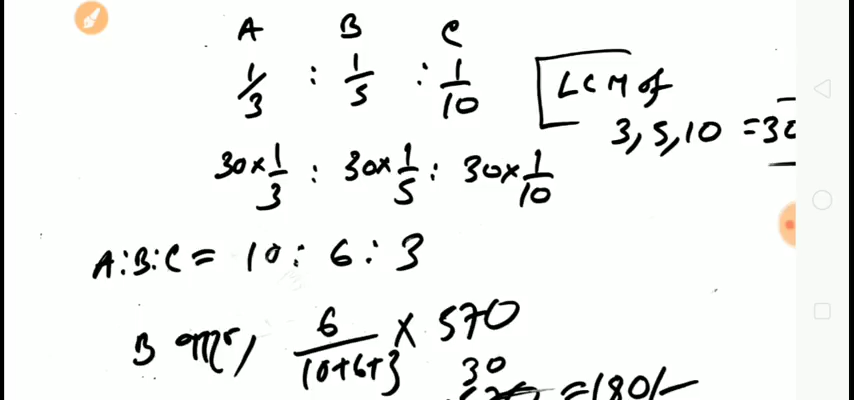 A B C
1/3 : 1/5 : 1/10
LCM of
3, 5, 10 = 30
30 × 1/3 : 30 × 1/5 : 30 × 1/10
A:B:C = 10 : 6 : 3
B পাবে, 6/(10+6+3) × 570
30
=180/-